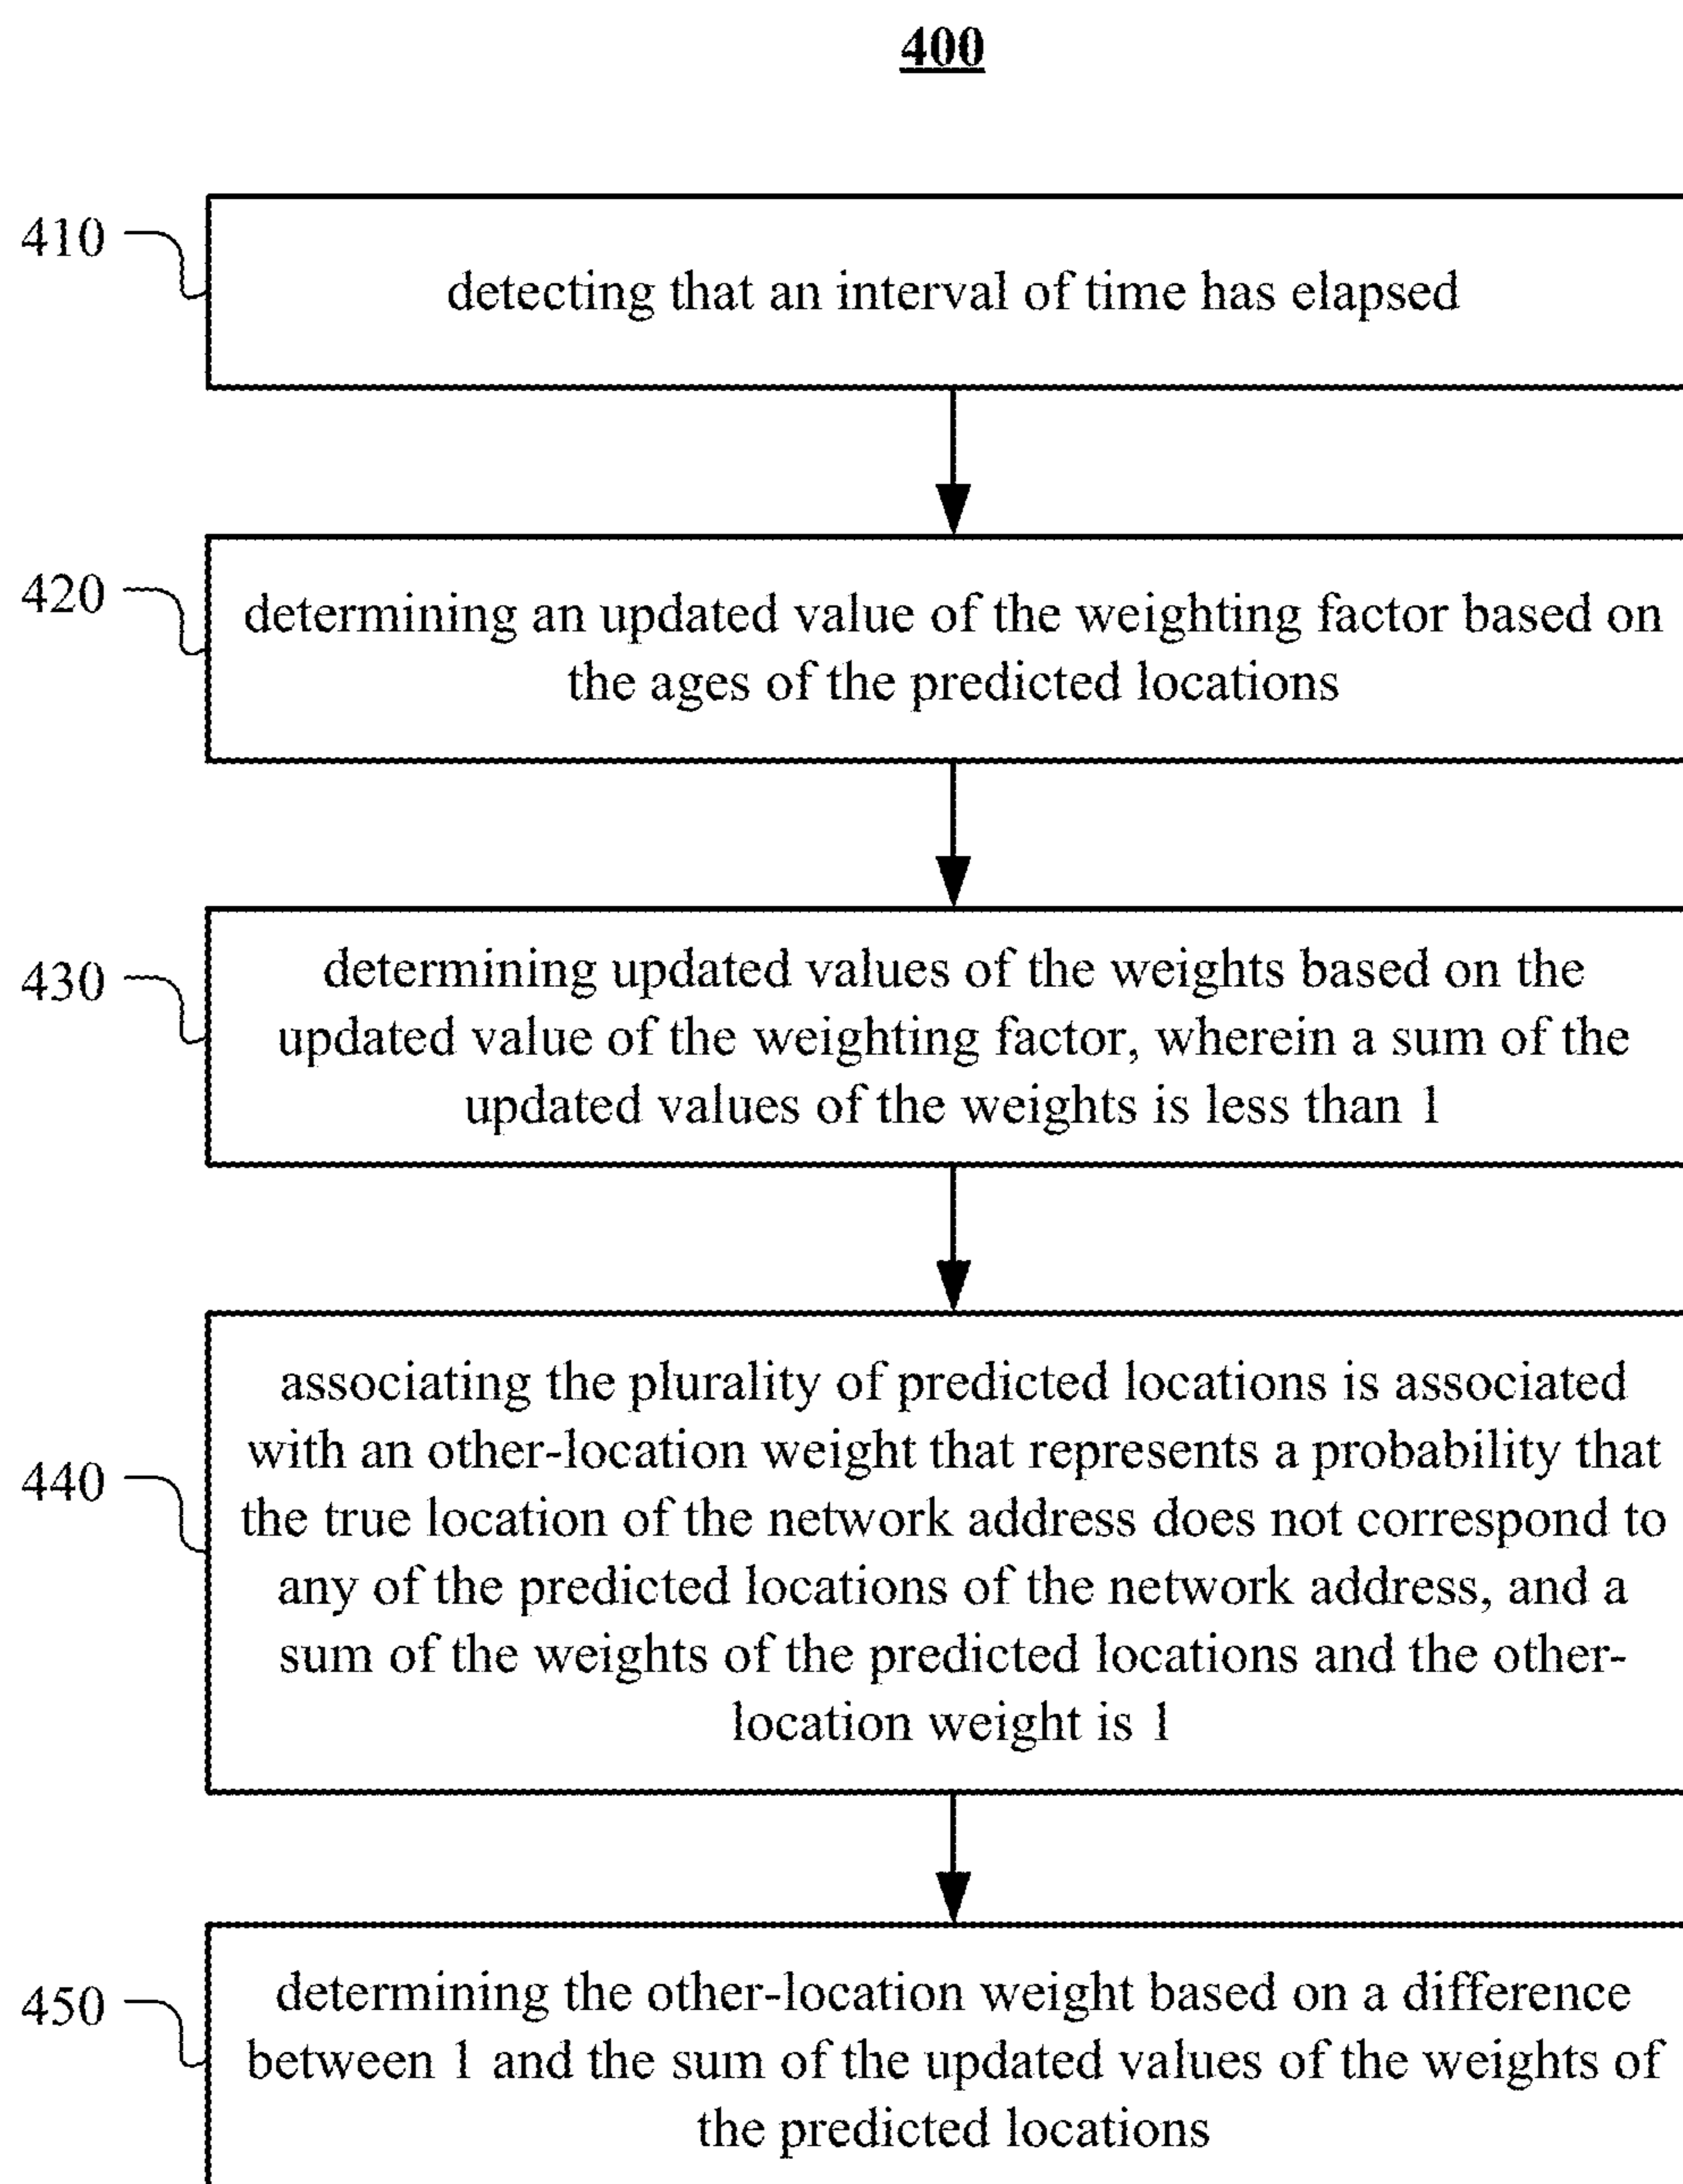 400
410
detecting that an interval of time has elapsed
420
determining an updated value of the weighting factor based on
the ages of the predicted locations
430
determining updated values of the weights based on the
updated value of the weighting factor, wherein a sum of the
updated values of the weights is less than 1
440
associating the plurality of predicted locations is associated
with an other-location weight that represents a probability that
the true location of the network address does not correspond to
any of the predicted locations of the network address, and a
sum of the weights of the predicted locations and the other-
location weight is 1
450
determining the other-location weight based on a difference
between 1 and the sum of the updated values of the weights of
the predicted locations